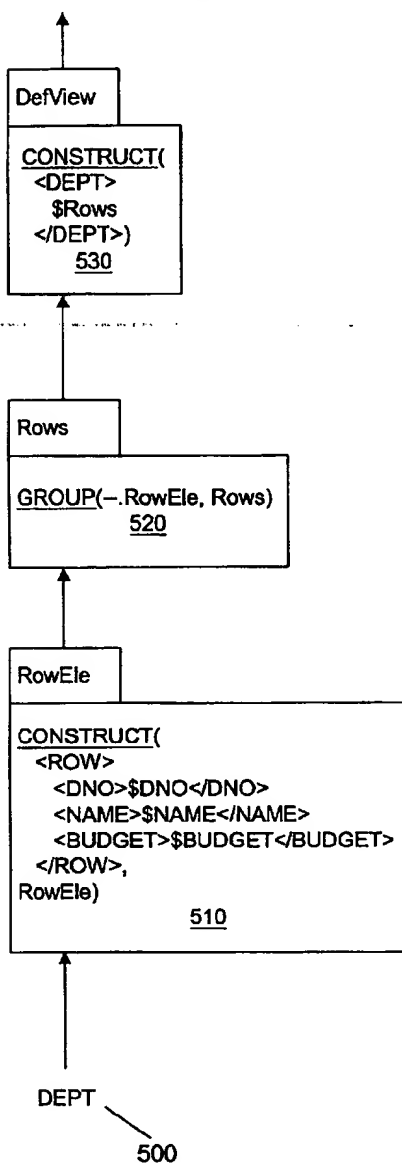 DefView
CONSTRUCT(
<DEPT>
$Rows
</DEPT>)
530
Rows
GROUP(–.RowEle, Rows)
520
RowEle
CONSTRUCT(
<ROW>
<DNO>$DNO</DNO>
<NAME>$NAME</NAME>
<BUDGET>$BUDGET</BUDGET>
</ROW>,
RowEle)
510
DEPT
500